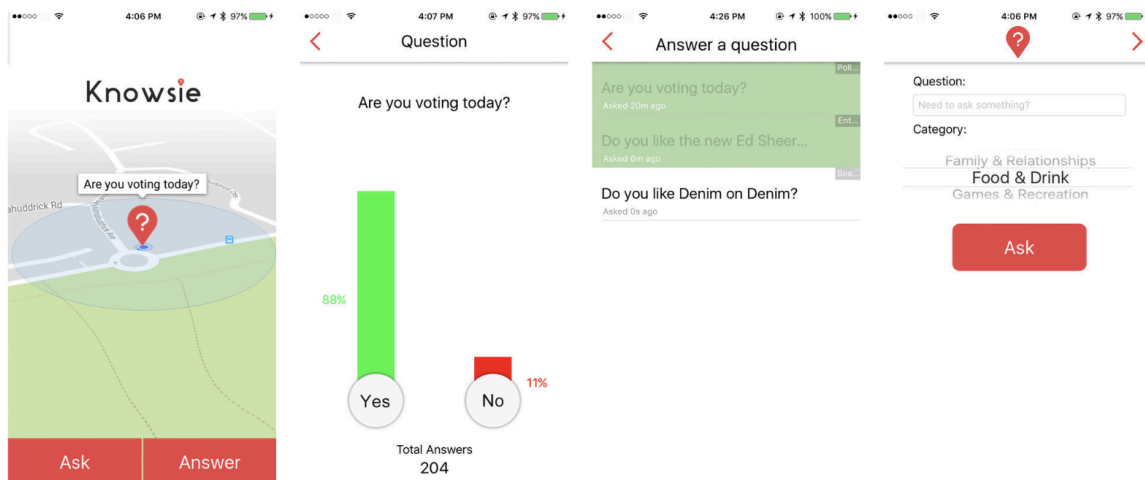 4:06 PM
97%
Knowsie
Are you voting today?
ahuddrick Rd
Ask
Answer
4:07 PM
97%
Question
Are you voting today?
88%
11%
Yes
No
Total Answers
204
4:26 PM
100%
Answer a question
Poli...
Are you voting today?
Asked 20m ago
Ent...
Do you like the new Ed Sheer...
Asked 6m ago
Bea...
Do you like Denim on Denim?
Asked 0s ago
4:06 PM
97%
?
Question:
Need to ask something?
Category:
Family & Relationships
Food & Drink
Games & Recreation
Ask